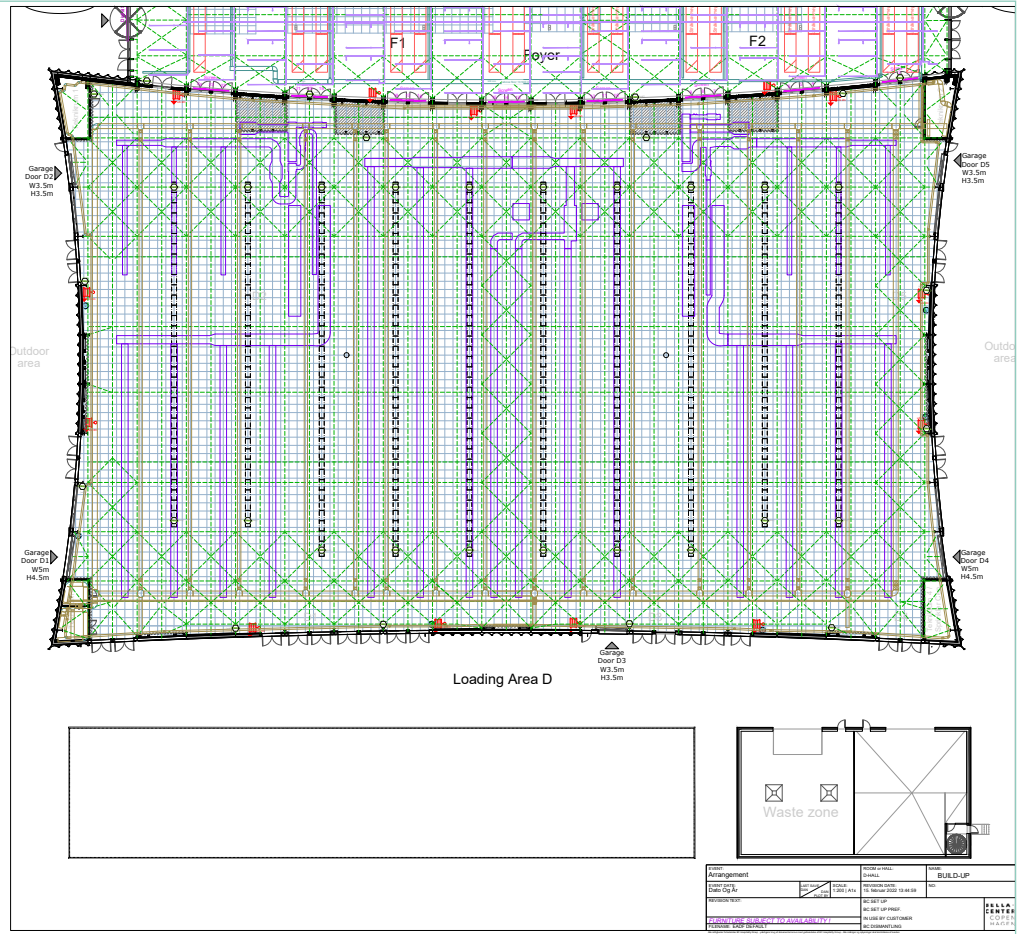 F1
F2
Foyer
Garage
Door D2
W3.5m
H3.5m
Garage
Door D5
W3.5m
H3.5m
Outdoor
area
Outdo
area
Garage
Door D1
W5m
H4.5m
Garage
Door D4
W5m
H4.5m
Garage
Door D3
W3.5m
H3.5m
Loading Area D
Waste zone
EVENT:
Arrangement
ROOM or HALL:
D-HALL
NAME:
BUILD-UP
EVENT DATE:
Dato Og År
SCALE:
1:200 | A1s
REVISION DATE:
15. februar 2022 13:44:59
NO:
REVISION TEXT:
BC SET UP
BC SET UP PREF.
IN USE BY CUSTOMER
BC DISMANTLING
FURNITURE SUBJECT TO AVAILABILITY !
FILENAME: EADF DEFAULT
BELLA
CENTER
COPEN
HAGEN